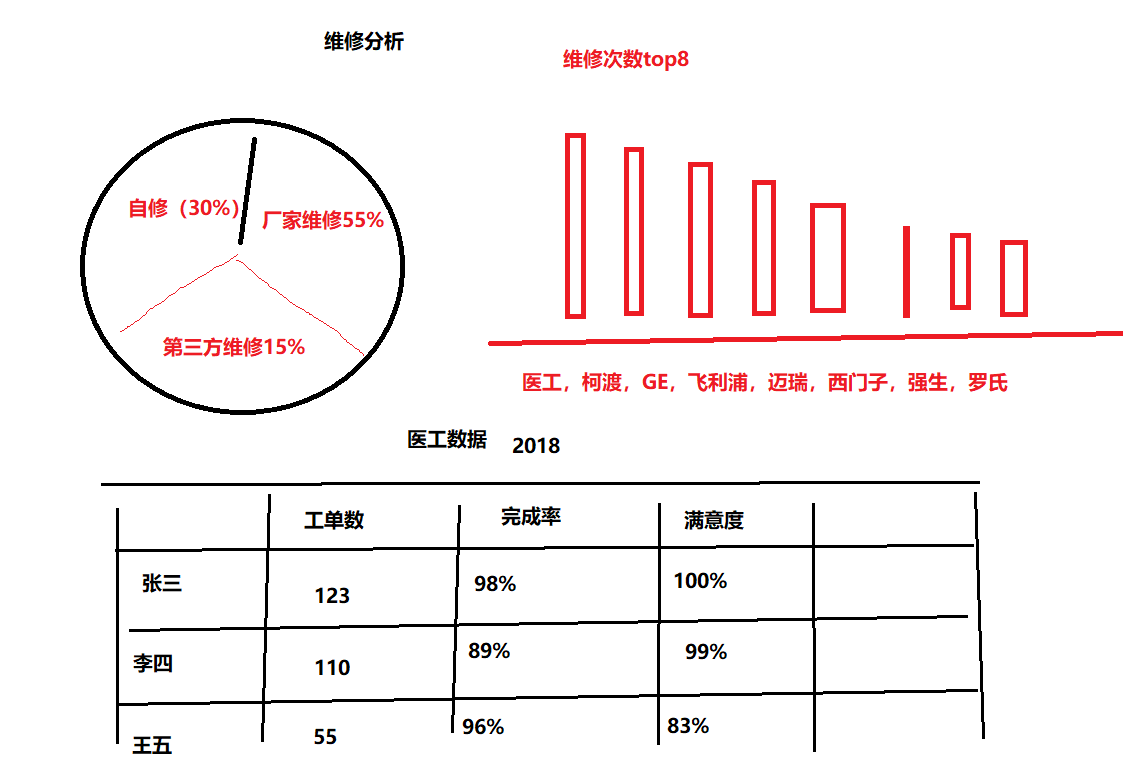 维修分析
维修次数top8
自修（30%）
厂家维修55%
第三方维修15%
医工，柯渡，GE，飞利浦，迈瑞，西门子，强生，罗氏
医工数据 2018
工单数 完成率 满意度
张三 123 98% 100%
李四 110 89% 99%
王五 55 96% 83%